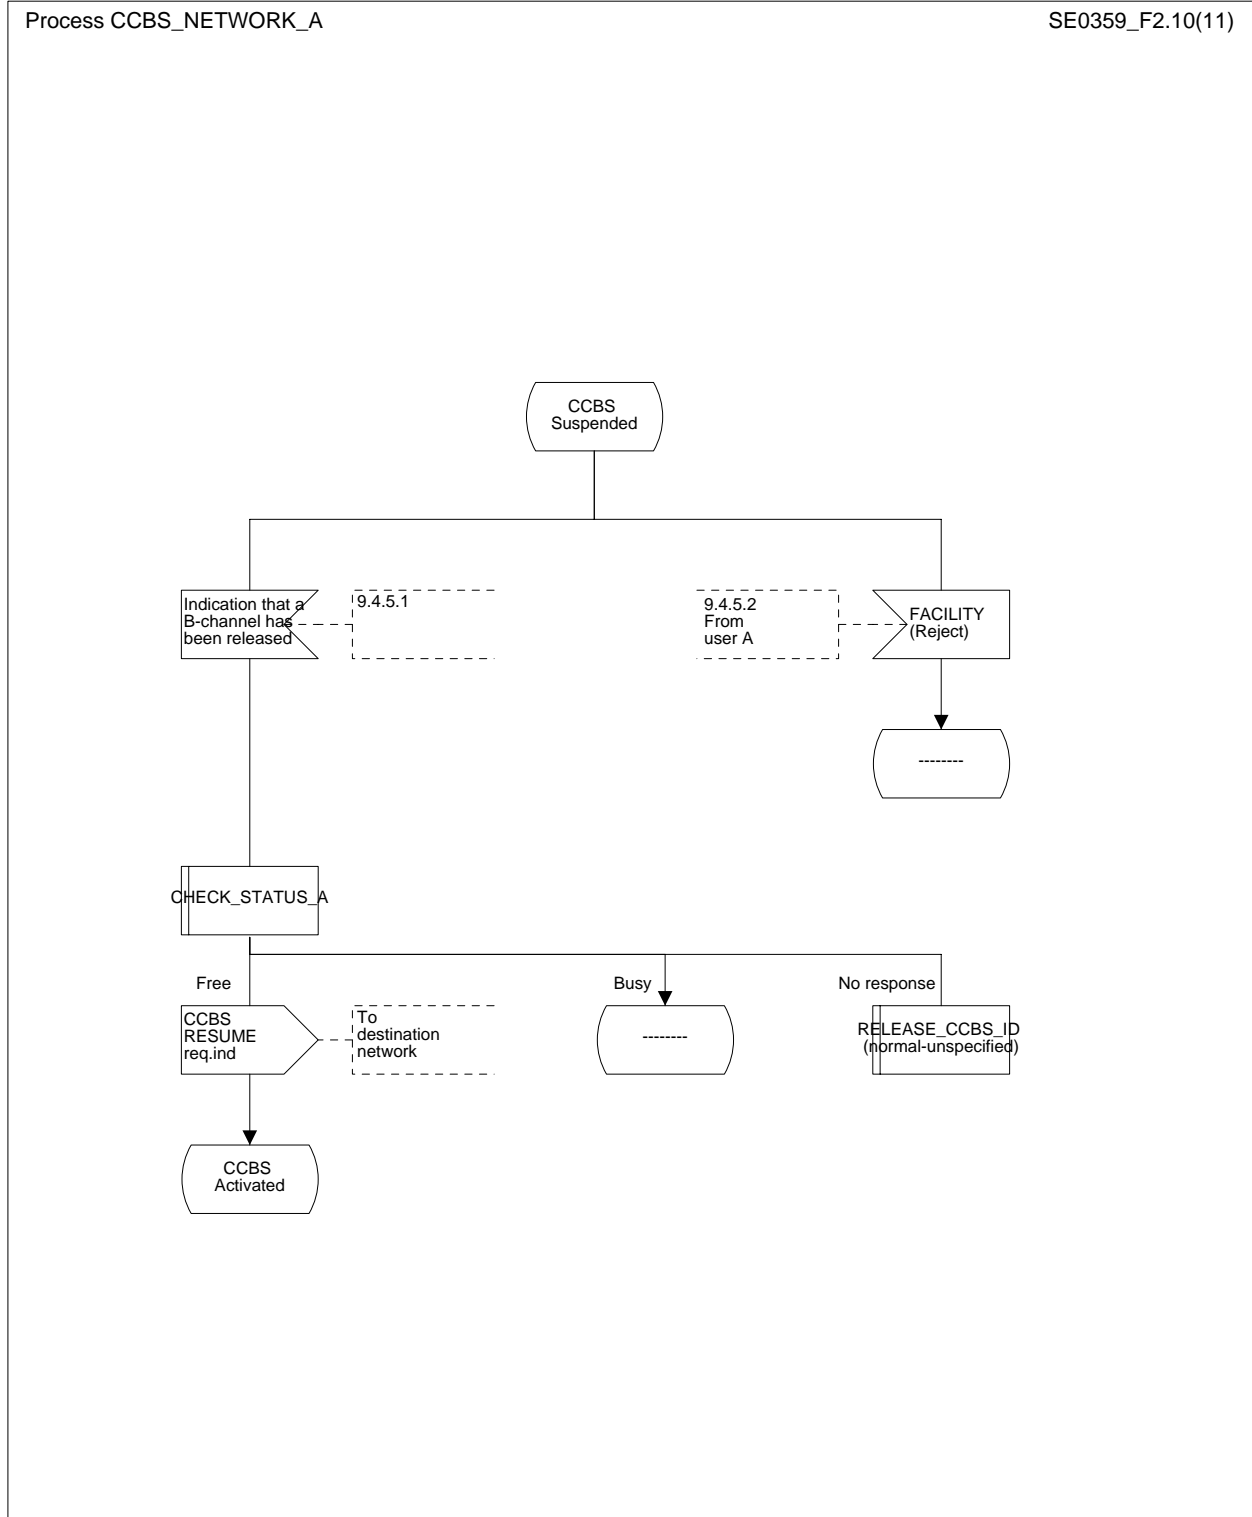 Process CCBS_NETWORK_A
SE0359_F2.10(11)
CCBS
Suspended
Indication that a
B-channel has
been released
9.4.5.1
9.4.5.2
From
user A
FACILITY
(Reject)
--------
CHECK_STATUS_A
Free
Busy
No response
CCBS
RESUME
req.ind
To
destination
network
--------
RELEASE_CCBS_ID
(normal-unspecified)
CCBS
Activated